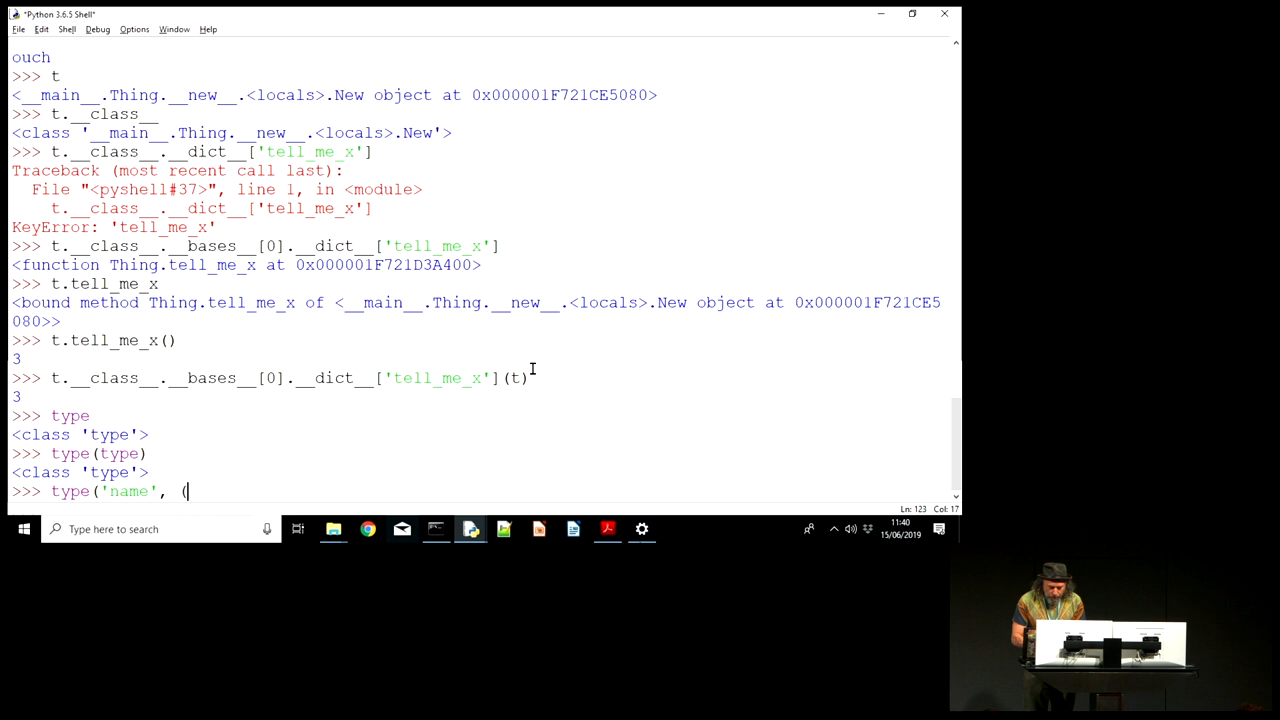 *Python 3.6.5 Shell*
File Edit Shell Debug Options Window Help
ouch
>>> t
<__main__.Thing.__new__.<locals>.New object at 0x000001F721CE5080>
>>> t.__class__
<class '__main__.Thing.__new__.<locals>.New'>
>>> t.__class__.__dict__['tell_me_x']
Traceback (most recent call last):
  File "<pyshell#37>", line 1, in <module>
    t.__class__.__dict__['tell_me_x']
KeyError: 'tell_me_x'
>>> t.__class__.__bases__[0].__dict__['tell_me_x']
<function Thing.tell_me_x at 0x000001F721D3A400>
>>> t.tell_me_x
<bound method Thing.tell_me_x of <__main__.Thing.__new__.<locals>.New object at 0x000001F721CE5
080>>
>>> t.tell_me_x()
3
>>> t.__class__.__bases__[0].__dict__['tell_me_x'](t)
3
>>> type
<class 'type'>
>>> type(type)
<class 'type'>
>>> type('name', (
Ln: 123 Col: 17
Type here to search
11:40
15/06/2019